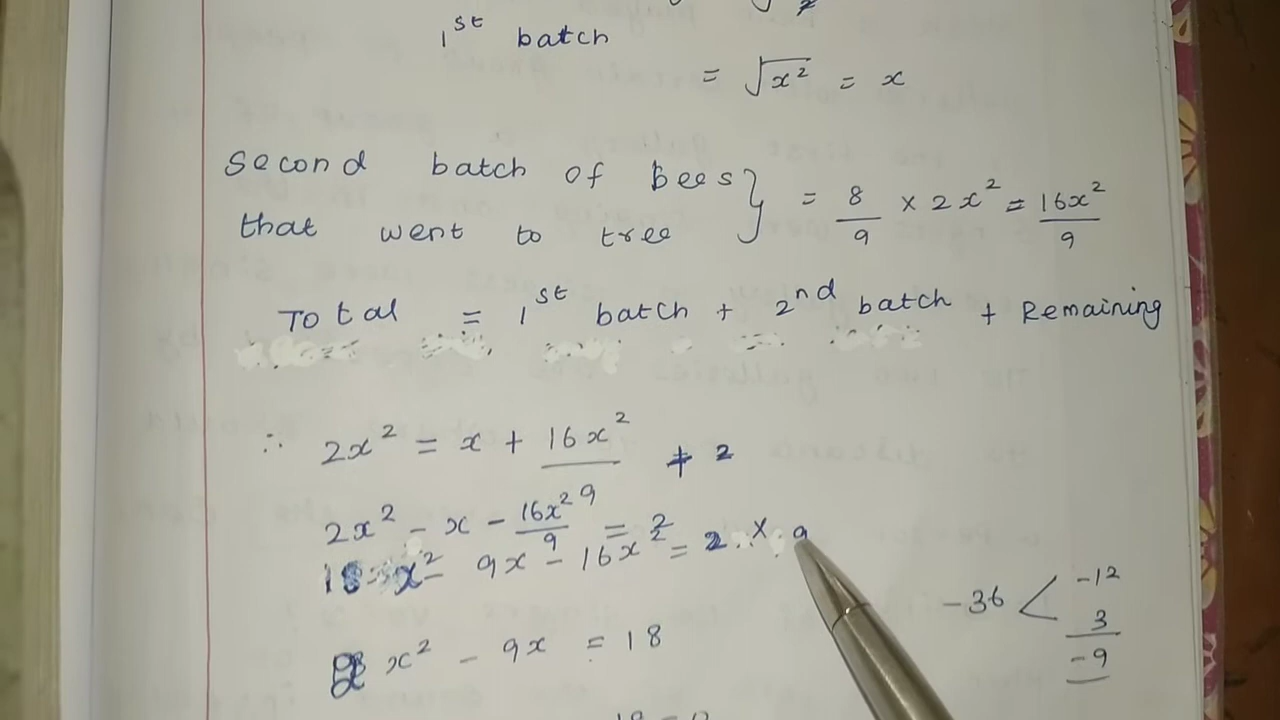 1st batch
= √x² = x
Second batch of Bees } = 8/9 × 2x² = 16x²/9
that went to tree
Total = 1st batch + 2nd batch + Remaining
∴ 2x² = x + 16x²/9 + 2
2x² - x - 16x²/9 = 2
18x² - 9x - 16x² = 2 × 9
-36 < -12
3
-9
x² - 9x = 18